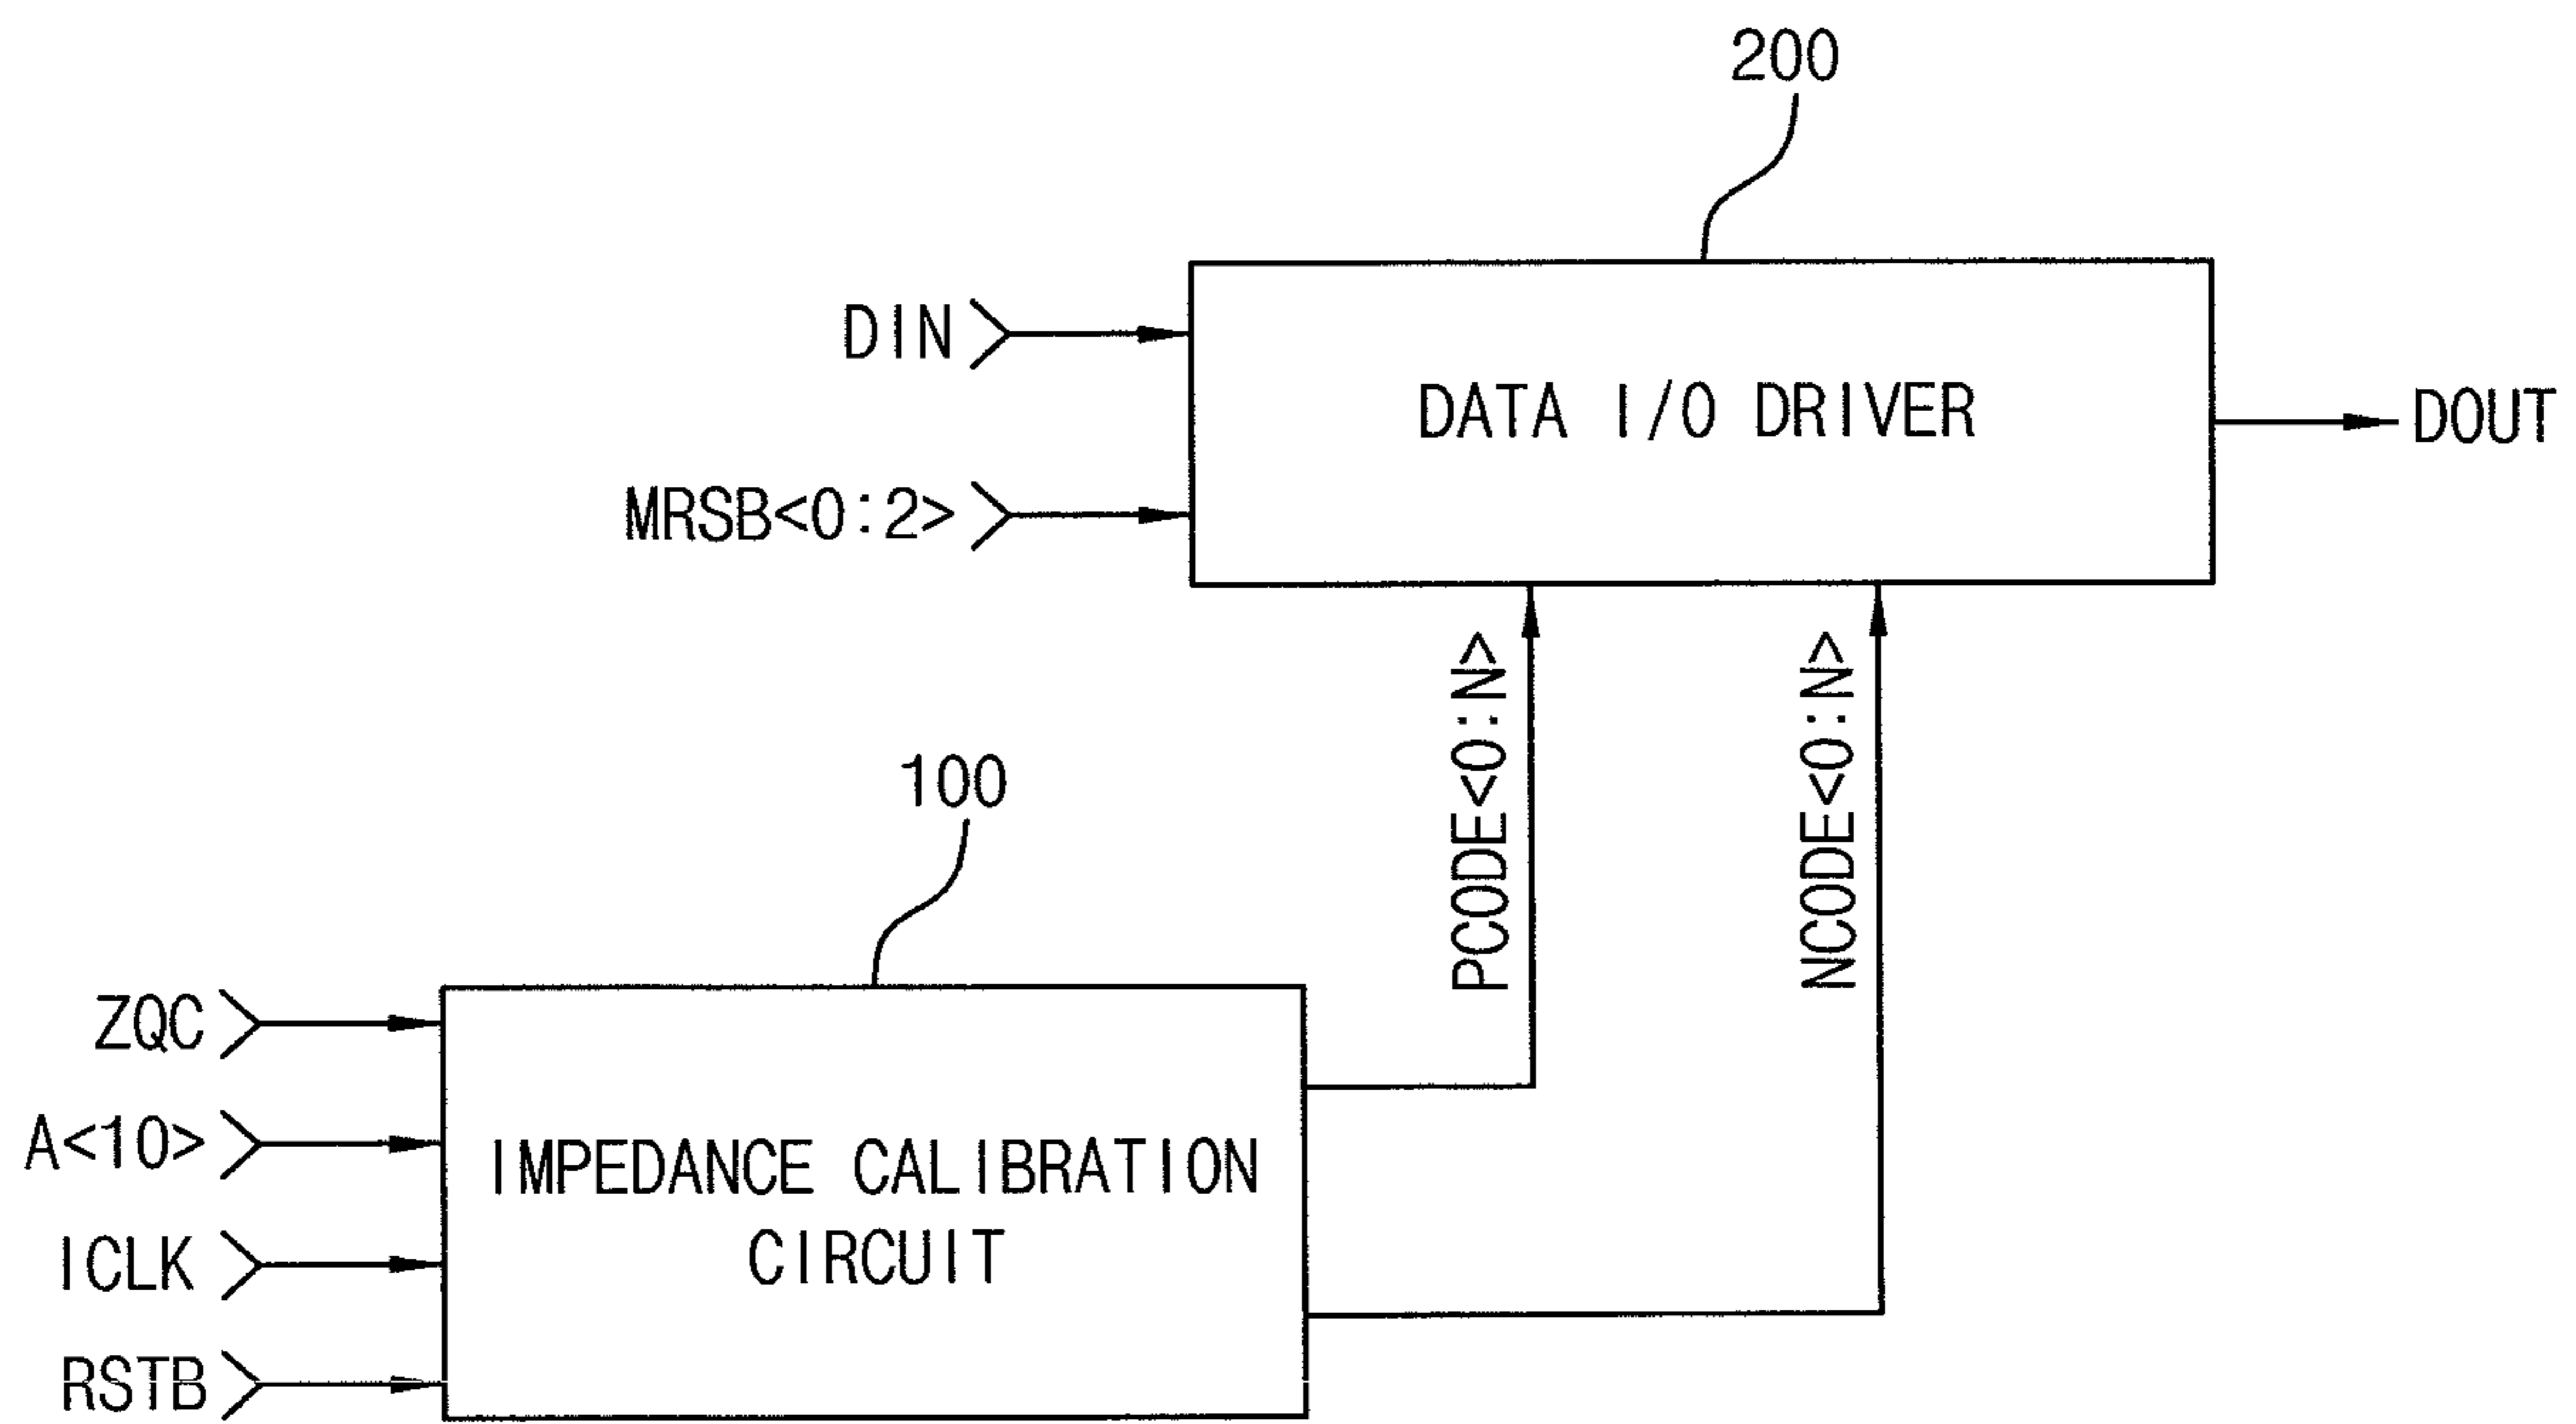 200
DIN
DATA I/O DRIVER
DOUT
MRSB<0:2>
PCODE<0:N>
NCODE<0:N>
100
ZQC
A<10>
IMPEDANCE CALIBRATION
CIRCUIT
ICLK
RSTB